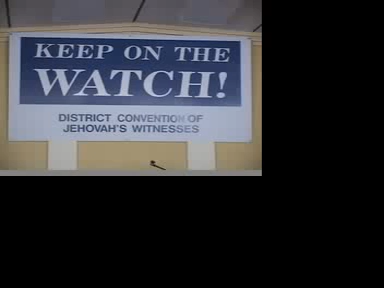 KEEP ON THE
WATCH!
DISTRICT CONVENTION OF
JEHOVAH'S WITNESSES